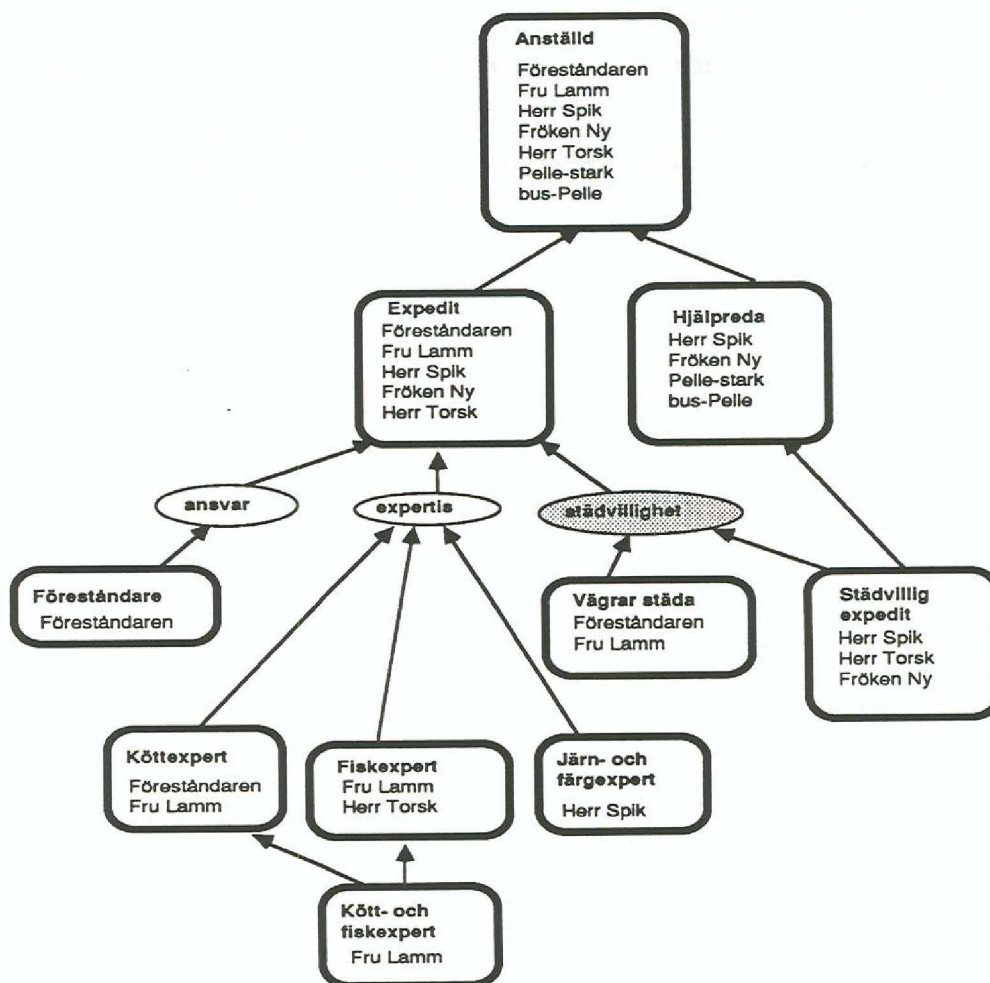 Anställd
Föreståndaren
Fru Lamm
Herr Spik
Fröken Ny
Herr Torsk
Pelle-stark
bus-Pelle
Expedit
Föreståndaren
Fru Lamm
Herr Spik
Fröken Ny
Herr Torsk
Hjälpreda
Herr Spik
Fröken Ny
Pelle-stark
bus-Pelle
ansvar
expertis
städvillighet
Föreståndare
Föreståndaren
Vägrar städa
Föreståndaren
Fru Lamm
Städvillig
expedit
Herr Spik
Herr Torsk
Fröken Ny
Köttexpert
Föreståndaren
Fru Lamm
Fiskexpert
Fru Lamm
Herr Torsk
Järn- och
färgexpert
Herr Spik
Kött- och
fiskexpert
Fru Lamm